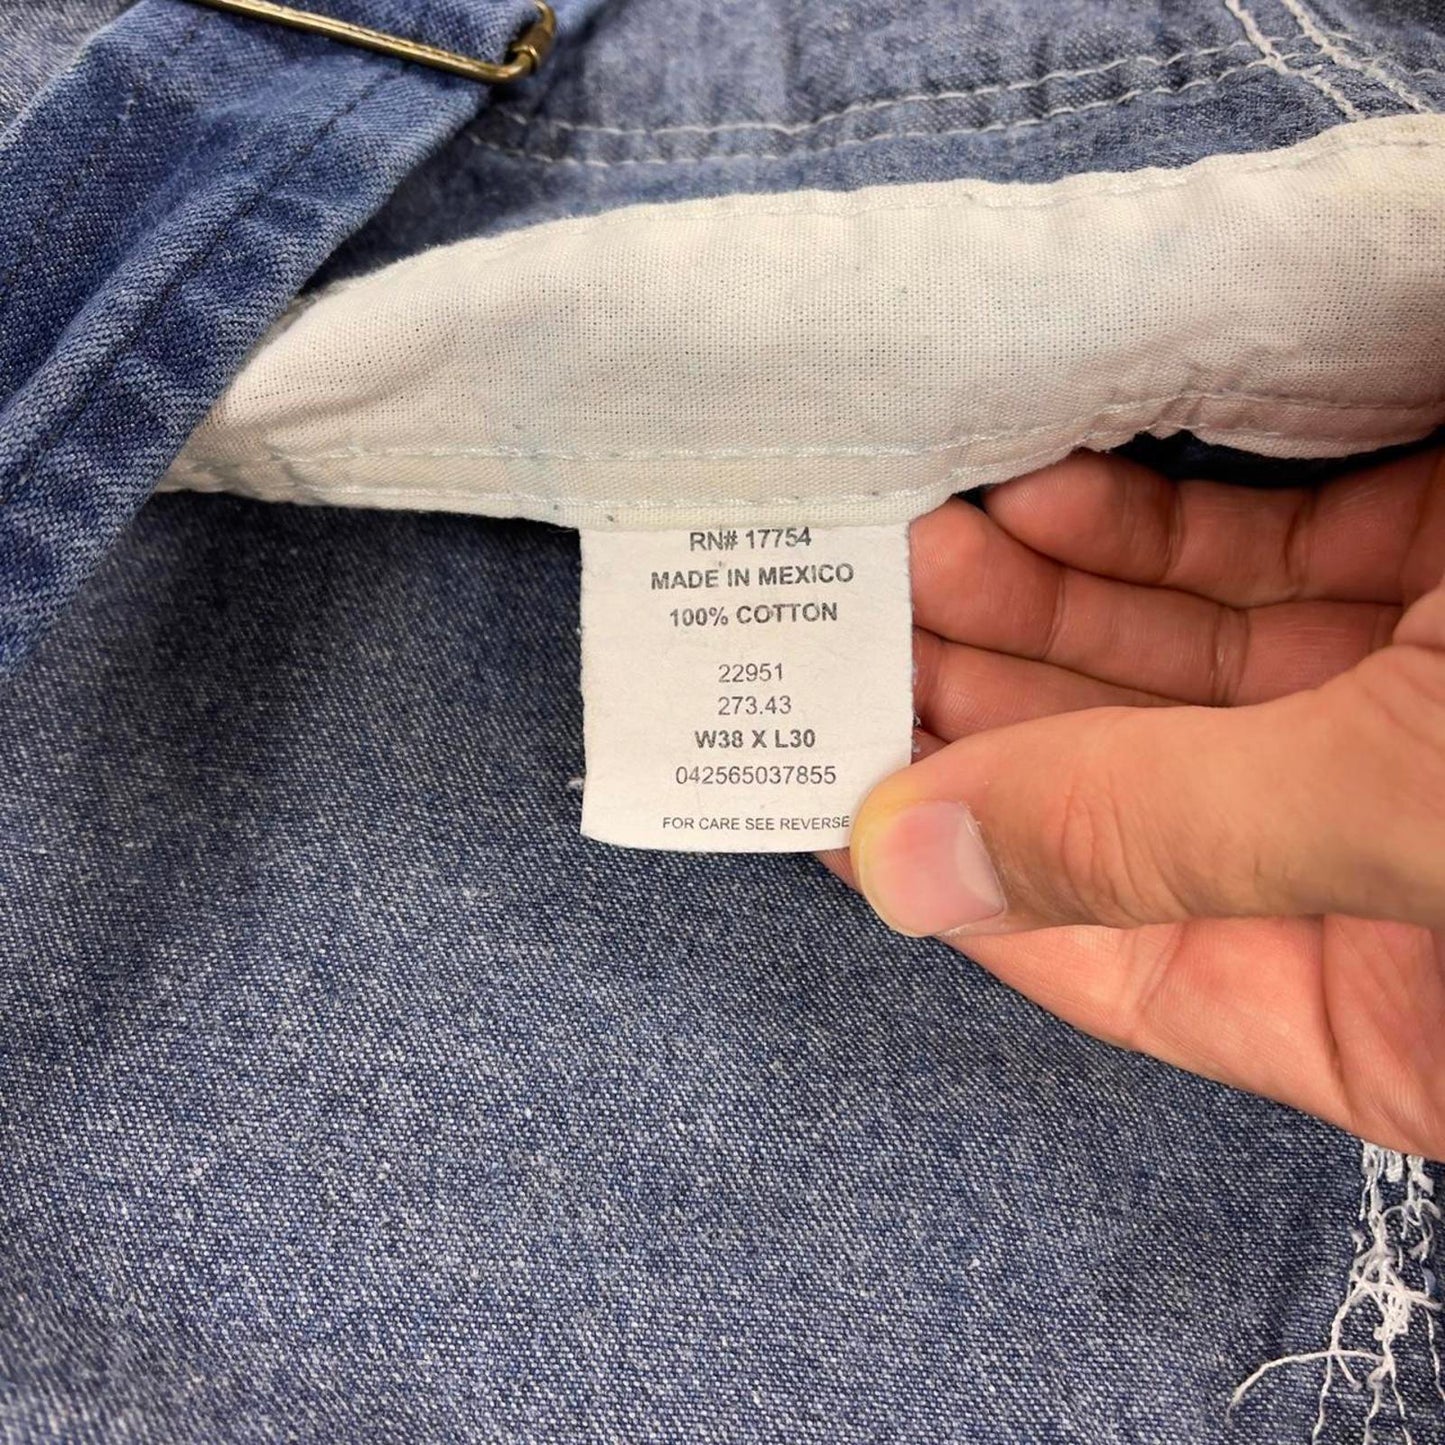 RN# 17754
MADE IN MEXICO
100% COTTON
22951
273.43
W38 X L30
042565037855
FOR CARE SEE REVERSE